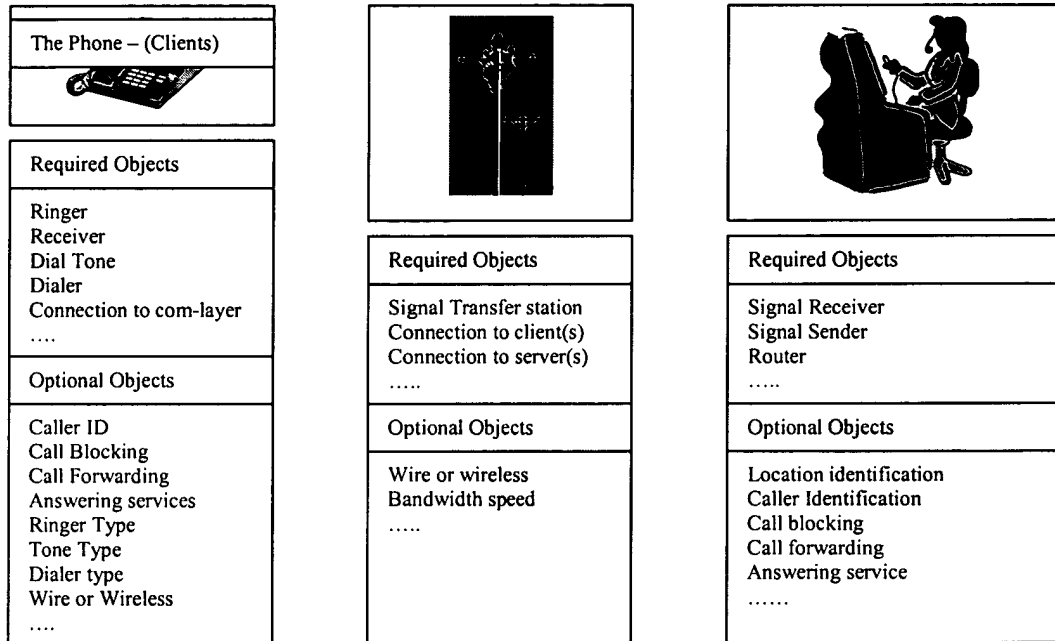 The Phone – (Clients)
Required Objects
Ringer
Receiver
Dial Tone
Dialer
Connection to com-layer
....
Optional Objects
Caller ID
Call Blocking
Call Forwarding
Answering services
Ringer Type
Tone Type
Dialer type
Wire or Wireless
....
Required Objects
Signal Transfer station
Connection to client(s)
Connection to server(s)
.....
Optional Objects
Wire or wireless
Bandwidth speed
.....
Required Objects
Signal Receiver
Signal Sender
Router
.....
Optional Objects
Location identification
Caller Identification
Call blocking
Call forwarding
Answering service
......